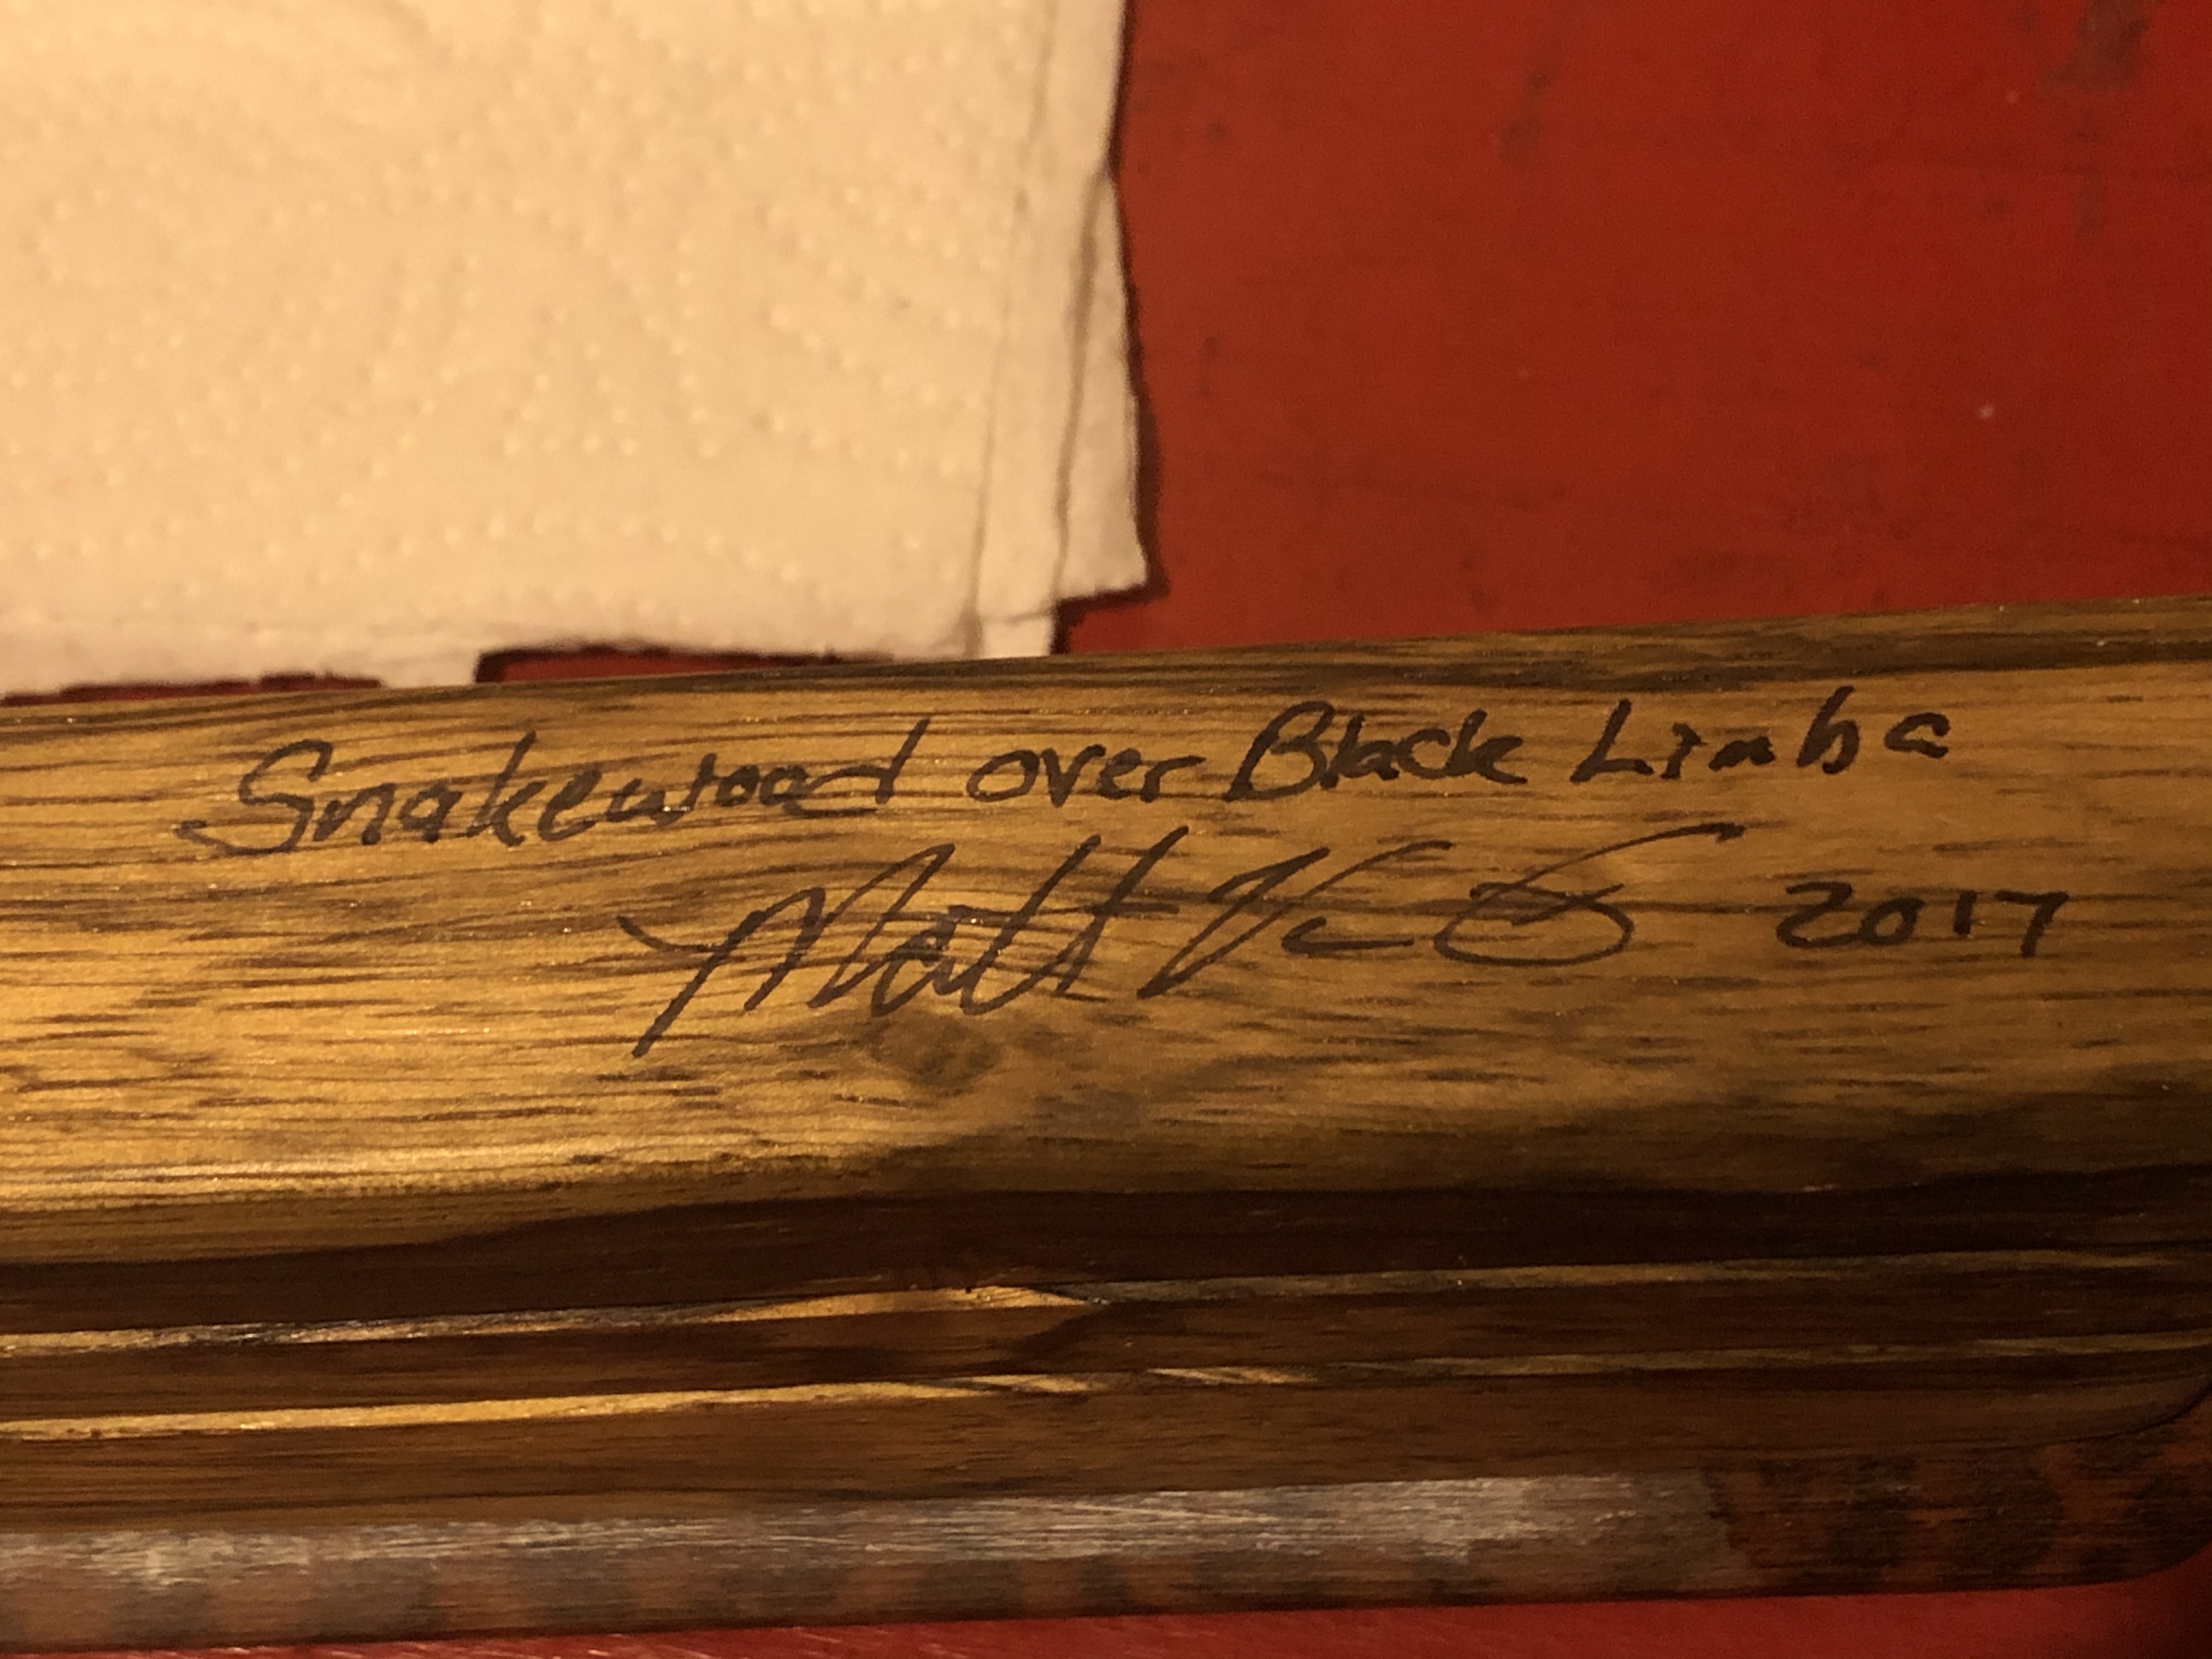 Snakewood over Black Limba
Matt 2017